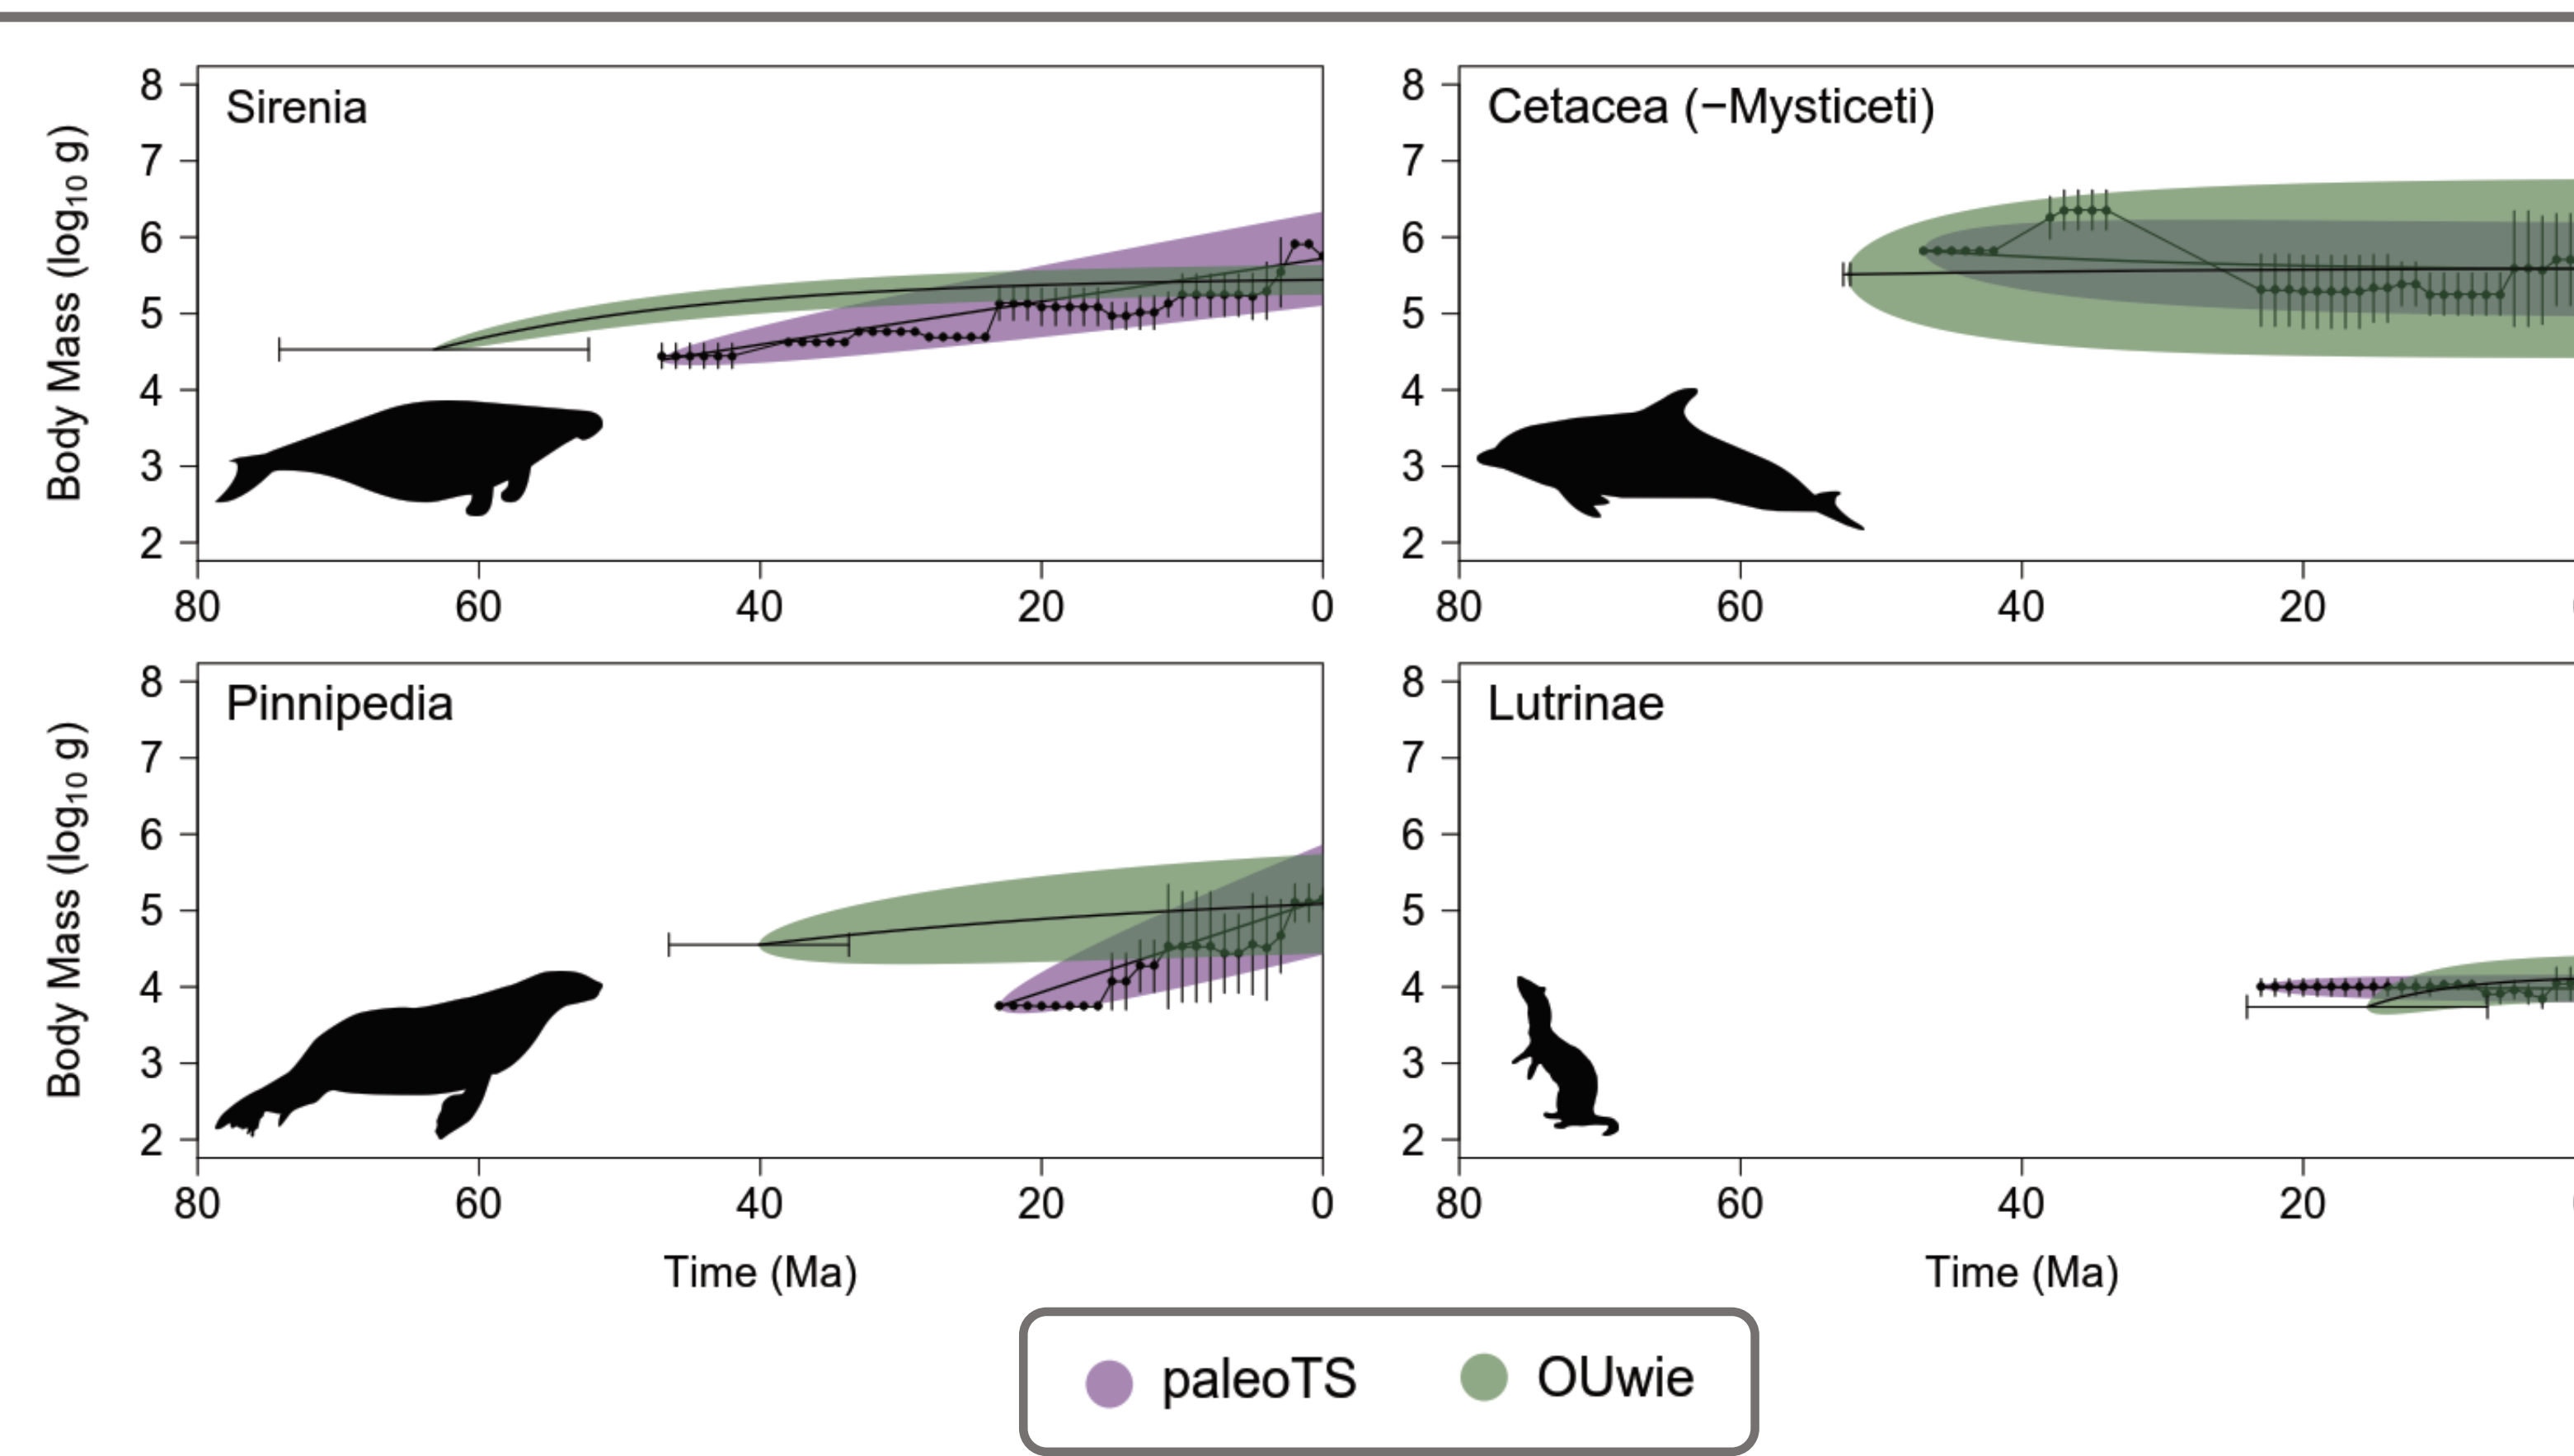 Sirenia
Body Mass (log10 g)
8
7
6
5
4
3
2
80 60 40 20 0
Cetacea (−Mysticeti)
8
7
6
5
4
3
2
80 60 40 20
Pinnipedia
Body Mass (log10 g)
8
7
6
5
4
3
2
80 60 40 20 0
Time (Ma)
Lutrinae
8
7
6
5
4
3
2
80 60 40 20
Time (Ma)
paleoTS OUwie